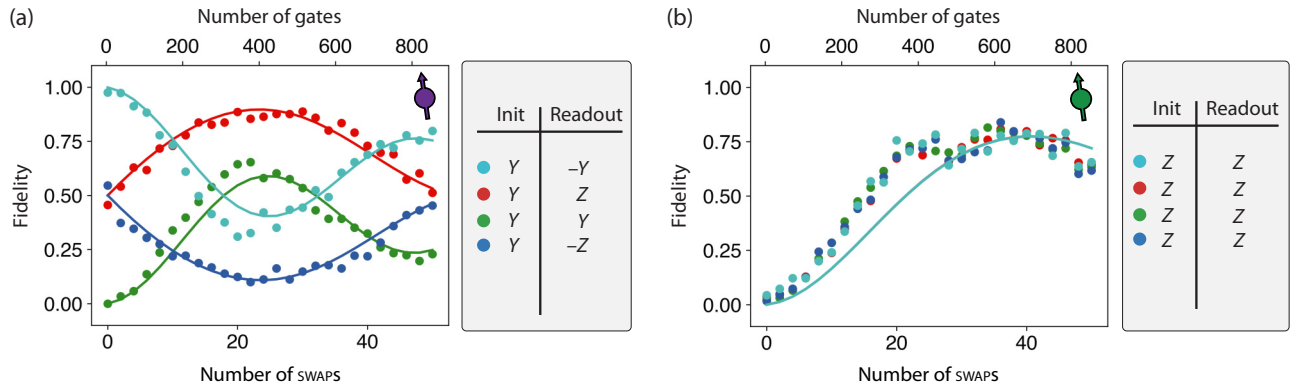 (a)
Number of gates
0 200 400 600 800
Fidelity
1.00
0.75
0.50
0.25
0.00
0 20 40
Number of SWAPs
Init Readout
Y –Y
Y Z
Y Y
Y –Z
(b)
Number of gates
0 200 400 600 800
Fidelity
1.00
0.75
0.50
0.25
0.00
0 20 40
Number of SWAPs
Init Readout
Z Z
Z Z
Z Z
Z Z